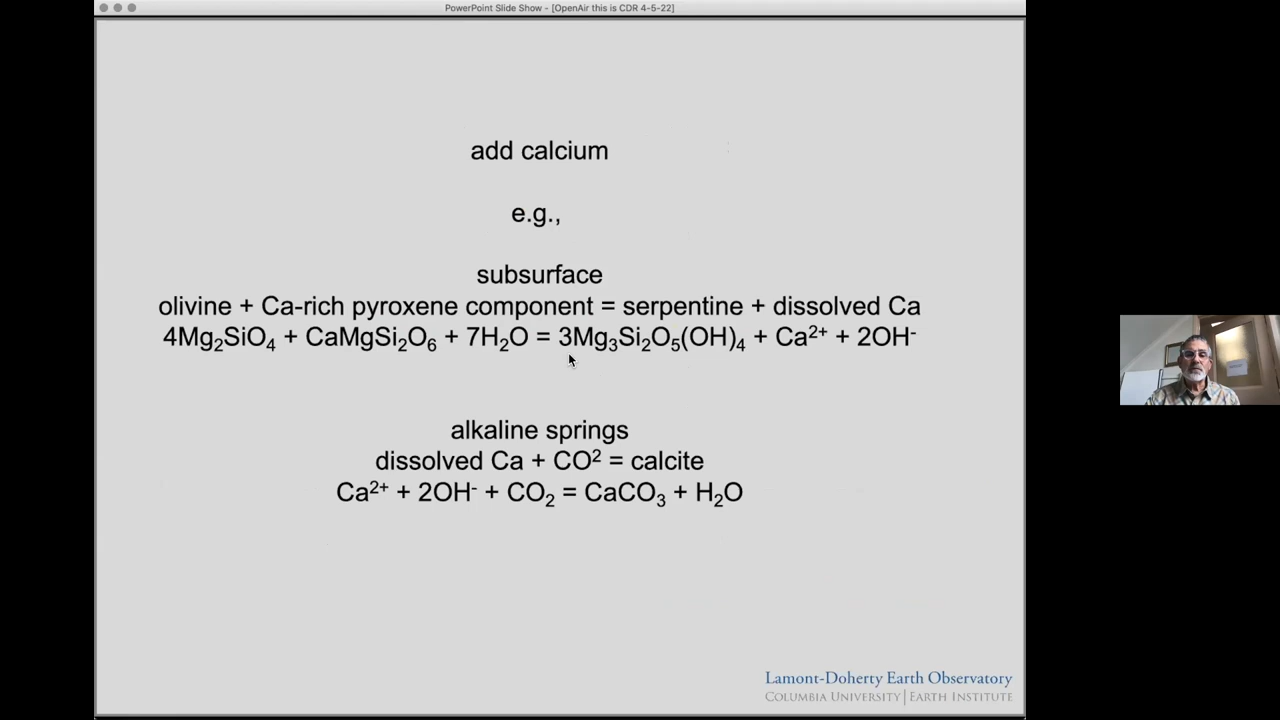 PowerPoint Slide Show - [OpenAir this is CDR 4-5-22]
add calcium
e.g.,
subsurface
olivine + Ca-rich pyroxene component = serpentine + dissolved Ca
4Mg₂SiO₄ + CaMgSi₂O₆ + 7H₂O = 3Mg₃Si₂O₅(OH)₄ + Ca²⁺ + 2OH⁻
alkaline springs
dissolved Ca + CO² = calcite
Ca²⁺ + 2OH⁻ + CO₂ = CaCO₃ + H₂O
Lamont-Doherty Earth Observatory
COLUMBIA UNIVERSITY | EARTH INSTITUTE